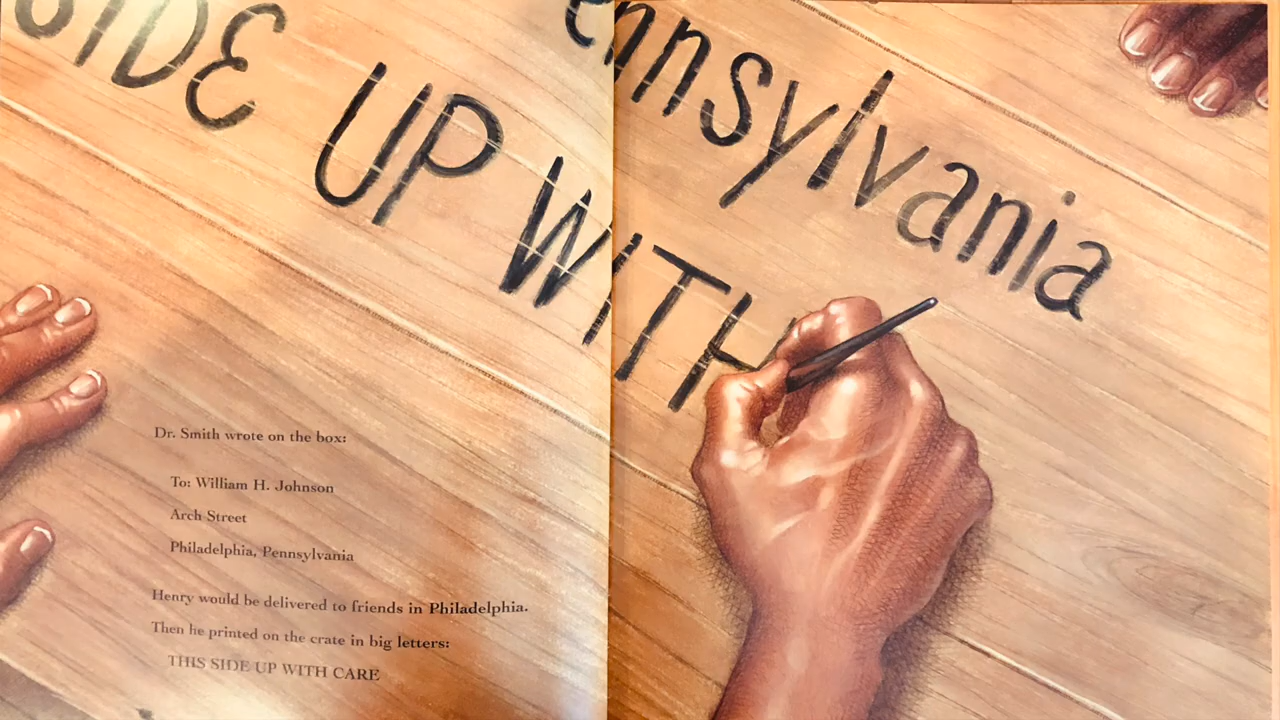 SIDE UP WITH
ennsylvania
Dr. Smith wrote on the box:
To: William H. Johnson
Arch Street
Philadelphia, Pennsylvania
Henry would be delivered to friends in Philadelphia.
Then he printed on the crate in big letters:
THIS SIDE UP WITH CARE